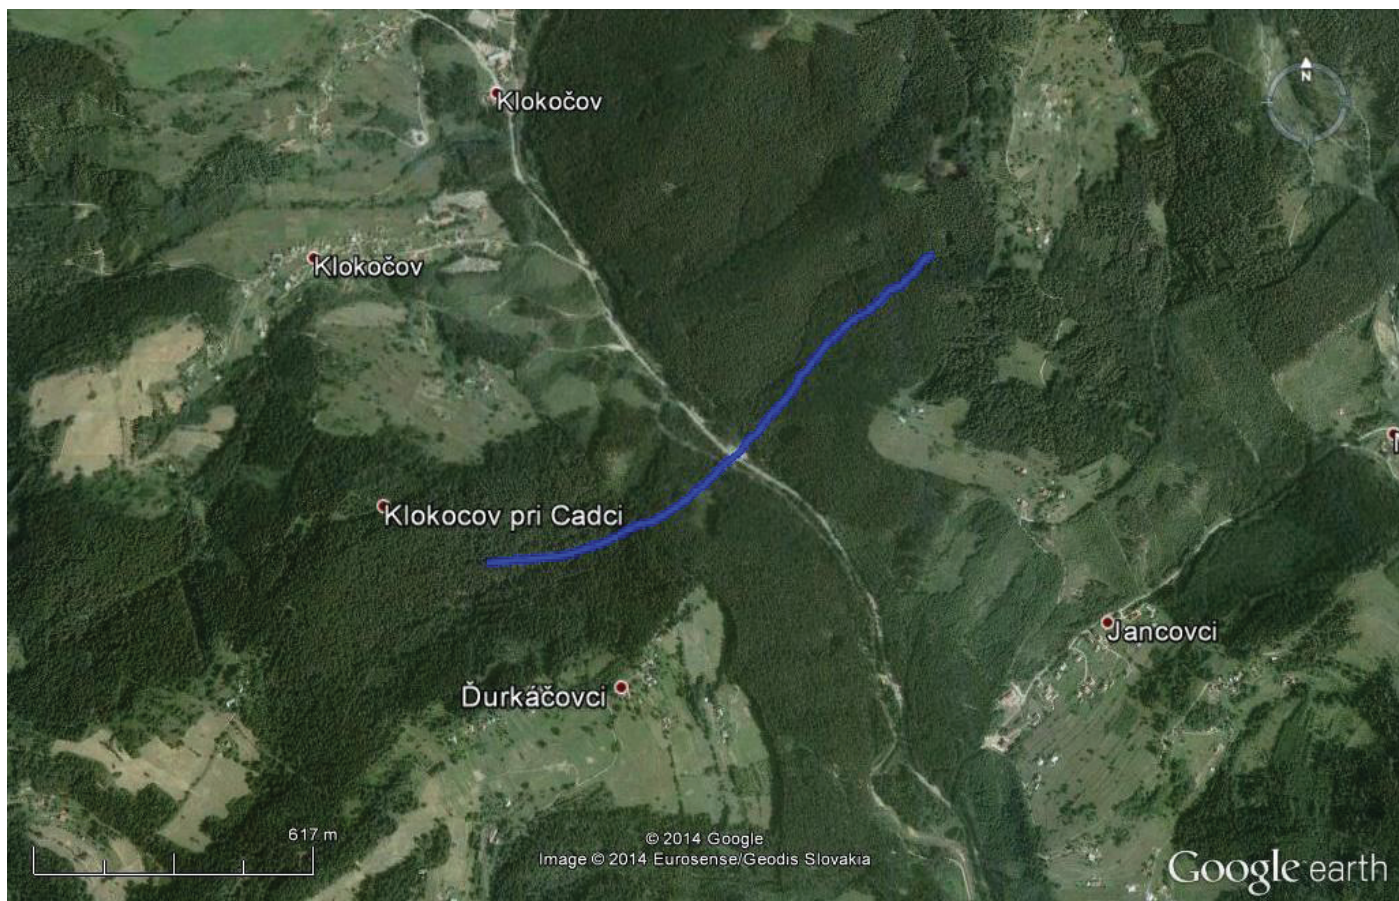 Klokočov
N
Klokočov
Klokocov pri Cadci
Jancovci
Ďurkáčovci
617 m
© 2014 Google
Image © 2014 Eurosense/Geodis Slovakia
Google earth